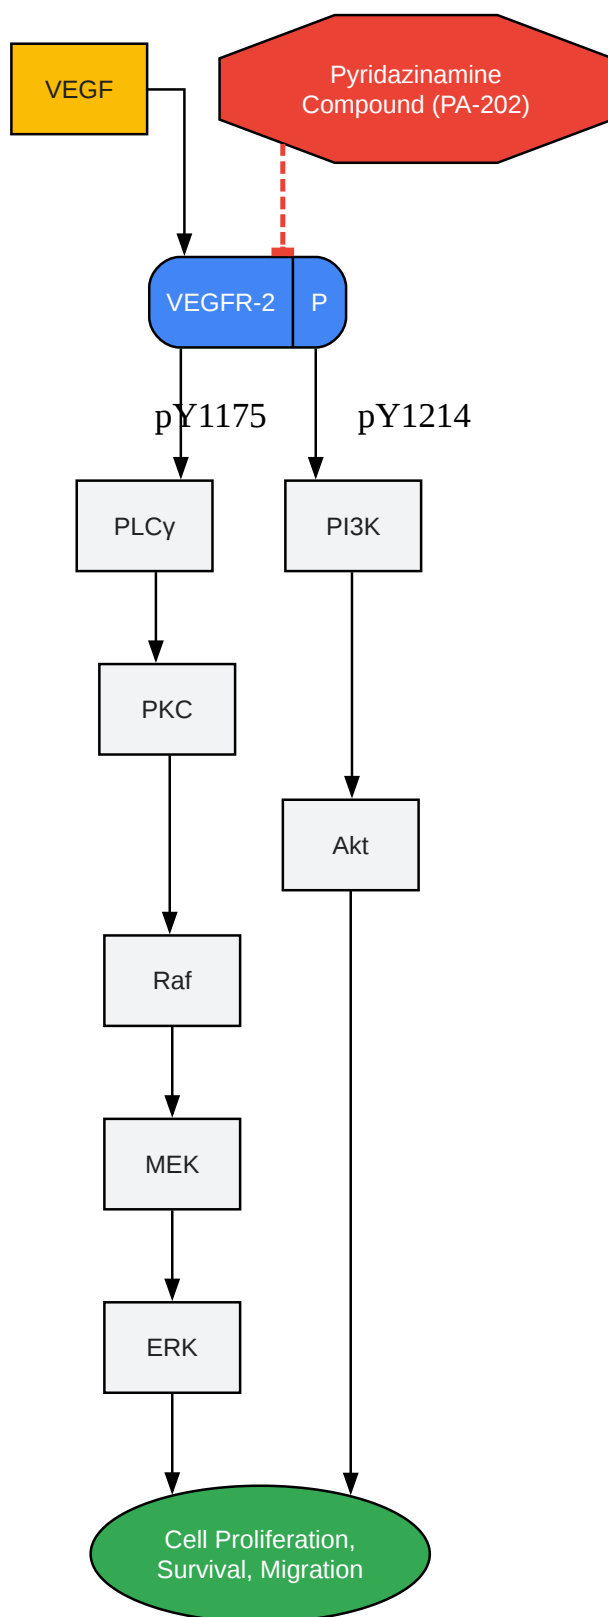 VEGF
Pyridazinamine
Compound (PA-202)
VEGFR-2
P
pY1175
pY1214
PLCγ
PI3K
PKC
Akt
Raf
MEK
ERK
Cell Proliferation,
Survival, Migration